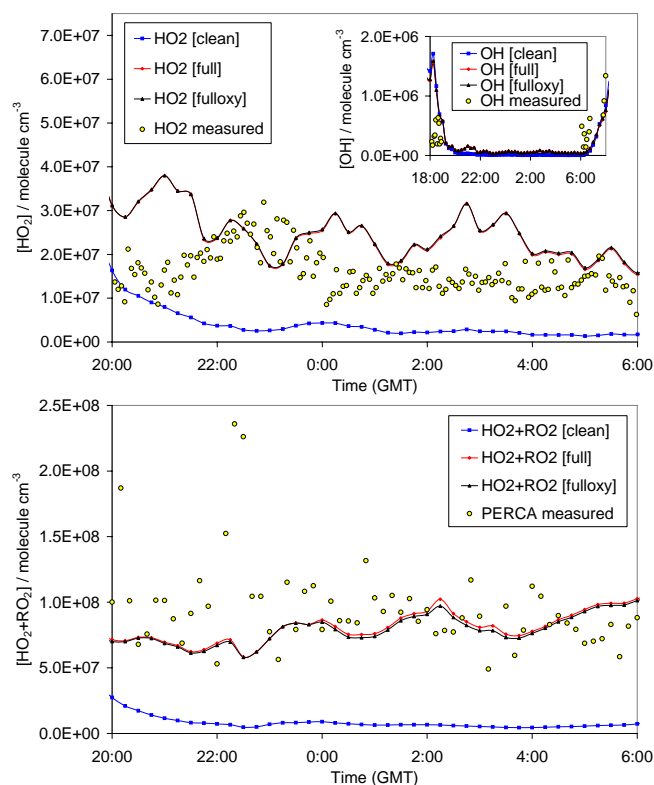 7.0E+07
6.0E+07
5.0E+07
4.0E+07
3.0E+07
2.0E+07
1.0E+07
0.0E+00
[HO2] / molecule cm-3
HO2 [clean]
HO2 [full]
HO2 [fulloxy]
HO2 measured
2.0E+06
1.0E+06
0.0E+00
[OH] / molecule cm-3
OH [clean]
OH [full]
OH [fulloxy]
OH measured
18:00 22:00 2:00 6:00
20:00 22:00 0:00 2:00 4:00 6:00
Time (GMT)
2.5E+08
2.0E+08
1.5E+08
1.0E+08
5.0E+07
0.0E+00
[HO2+RO2] / molecule cm-3
HO2+RO2 [clean]
HO2+RO2 [full]
HO2+RO2 [fulloxy]
PERCA measured
20:00 22:00 0:00 2:00 4:00 6:00
Time (GMT)